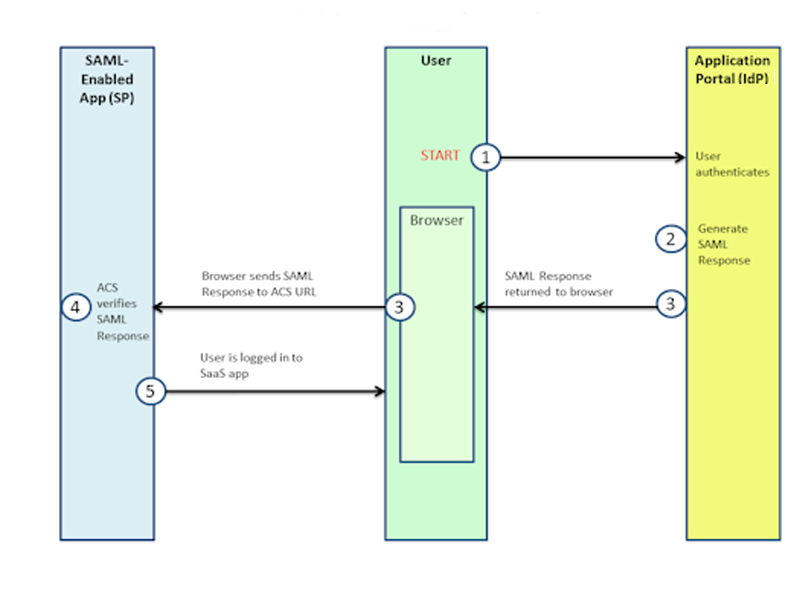 SAML-
Enabled
App (SP)
User
Application
Portal (IdP)
START
1
User
authenticates
Browser
2
Generate
SAML
Response
Browser sends SAML
Response to ACS URL
SAML Response
returned to browser
4
ACS
verifies
SAML
Response
3
3
User is logged in to
SaaS app
5